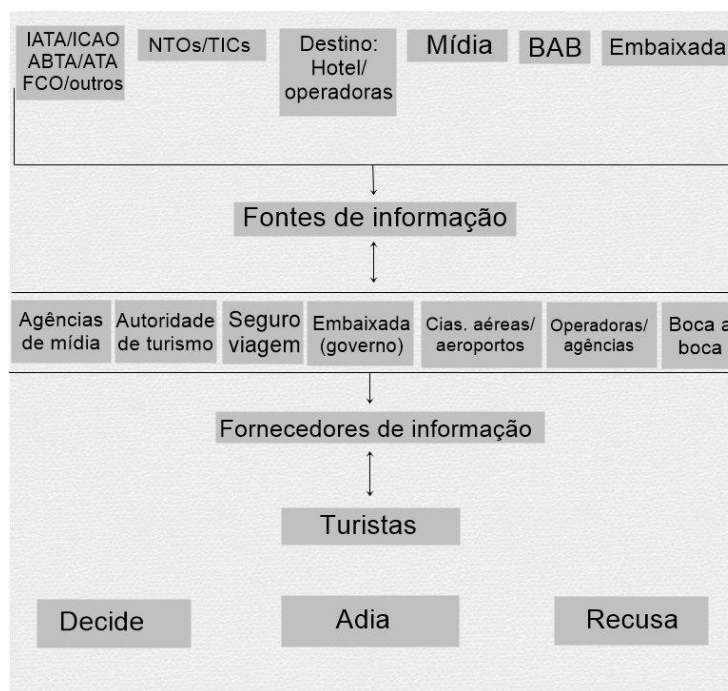 IATA/ICAO
ABTA/ATA
FCO/outros
NTOs/TICs
Destino:
Hotel/
operadoras
Mídia
BAB
Embaixada
Fontes de informação
Agências
de mídia
Autoridade
de turismo
Seguro
viagem
Embaixada
(governo)
Cias. aéreas/
aeroportos
Operadoras/
agências
Boca a
boca
Fornecedores de informação
Turistas
Decide
Adia
Recusa